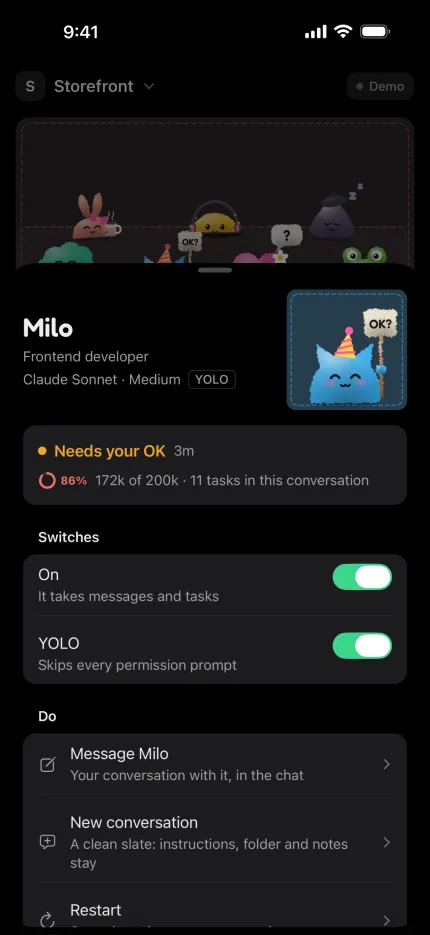 9:41
S Storefront
Demo
z z
OK?
?
Milo
Frontend developer
Claude Sonnet · Medium YOLO
OK?
Needs your OK 3m
86% 172k of 200k · 11 tasks in this conversation
Switches
On
It takes messages and tasks
YOLO
Skips every permission prompt
Do
Message Milo
Your conversation with it, in the chat
New conversation
A clean slate: instructions, folder and notes
stay
Restart